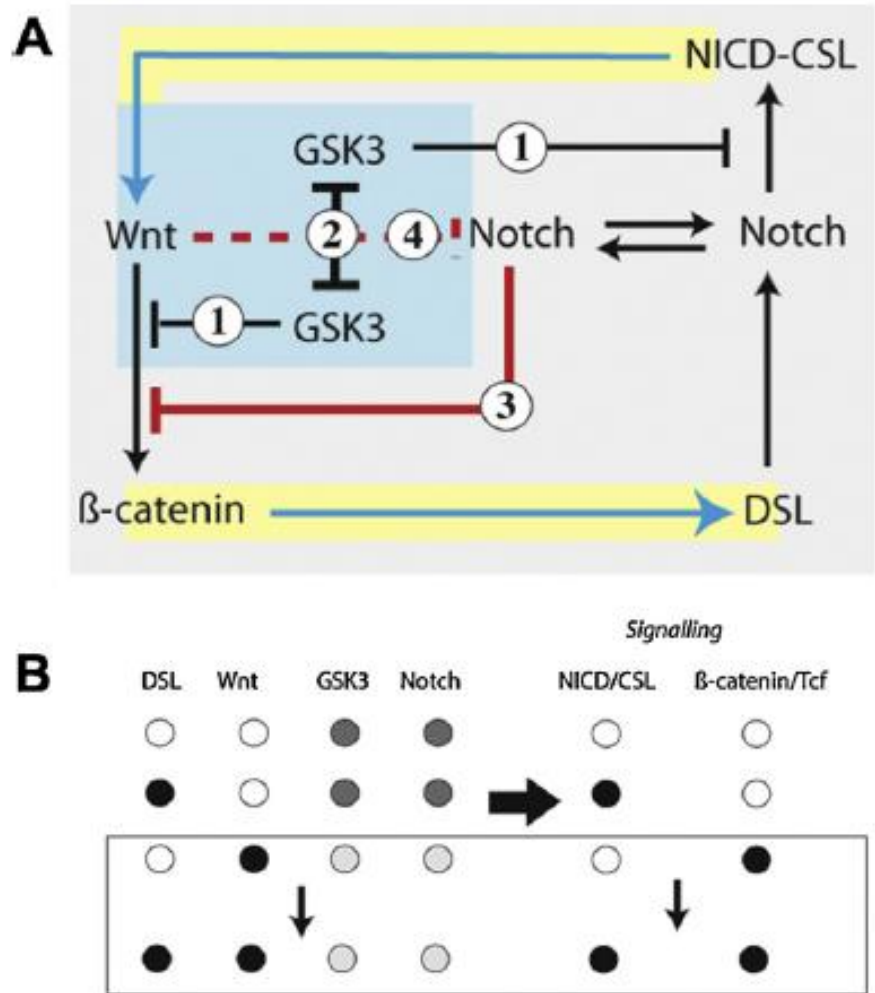 A
NICD-CSL
GSK3 1
Wnt 2 4 Notch Notch
1 GSK3
3
ß-catenin DSL
Signalling
B
DSL Wnt GSK3 Notch NICD/CSL ß-catenin/Tcf